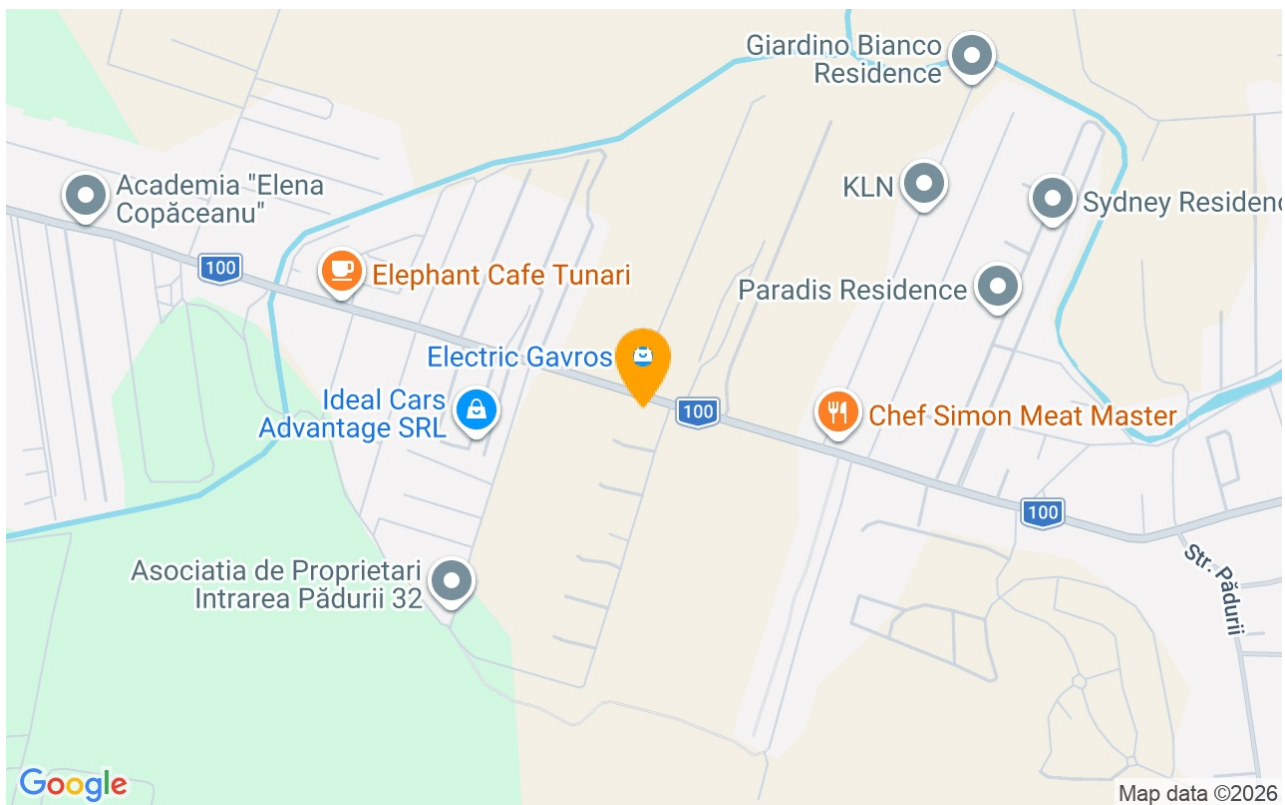 Giardino Bianco
Residence
Academia "Elena
Copăceanu"
KLN
Sydney Residenc
100
Elephant Cafe Tunari
Paradis Residence
Electric Gavros
Ideal Cars
Advantage SRL
100
Chef Simon Meat Master
100
Str. Pădurii
Asociatia de Proprietari
Intrarea Pădurii 32
Google
Map data ©2026